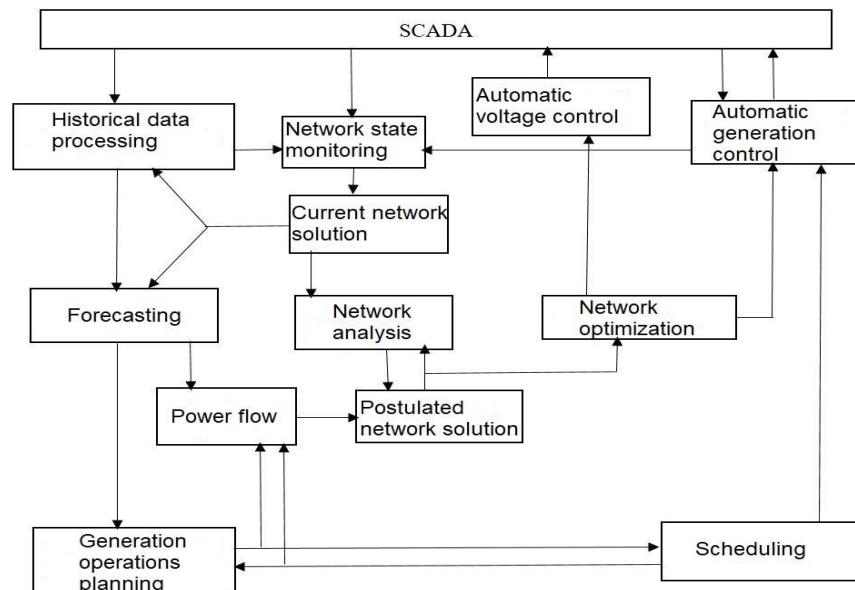 SCADA
Historical data
processing
Network state
monitoring
Automatic
voltage control
Automatic
generation
control
Current network
solution
Forecasting
Network
analysis
Network
optimization
Power flow
Postulated
network solution
Generation
operations
planning
Scheduling